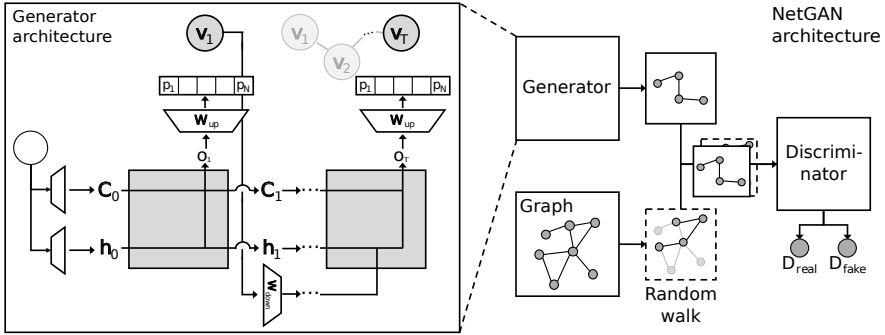 Generator
architecture
v1
v2
vT
p1 pN
p1 pN
Wup
Wup
O1
OT
C0
C1
...
h0
h1
...
Wdown
...
Generator
Graph
Random
walk
NetGAN
architecture
Discrimi-
nator
Dreal
Dfake